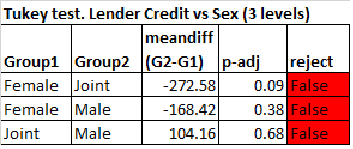 Tukey test. Lender Credit vs Sex (3 levels)
Group1 Group2 meandiff (G2-G1) p-adj reject
Female Joint -272.58 0.09 False
Female Male -168.42 0.38 False
Joint Male 104.16 0.68 False